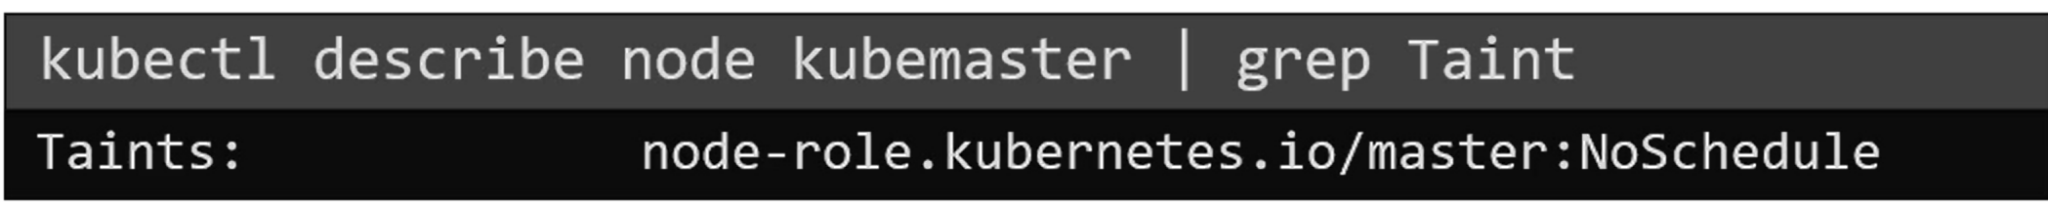 kubectl describe node kubemaster | grep Taint
Taints: node-role.kubernetes.io/master:NoSchedule